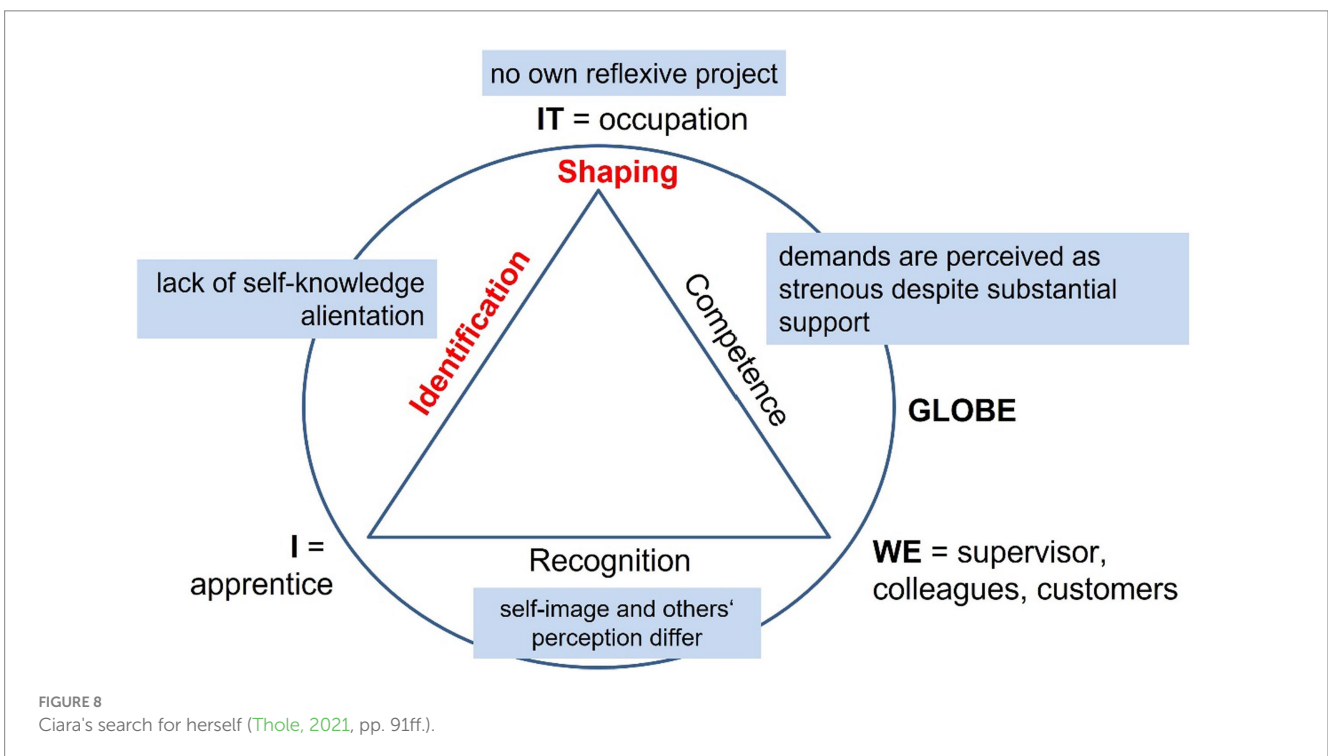 no own reflexive project
IT = occupation
Shaping
Identification
Competence
lack of self-knowledge
alientation
demands are perceived as
strenous despite substantial
support
GLOBE
I =
apprentice
Recognition
WE = supervisor,
colleagues, customers
self-image and others‘
perception differ
FIGURE 8
Ciara's search for herself (Thole, 2021, pp. 91ff.).